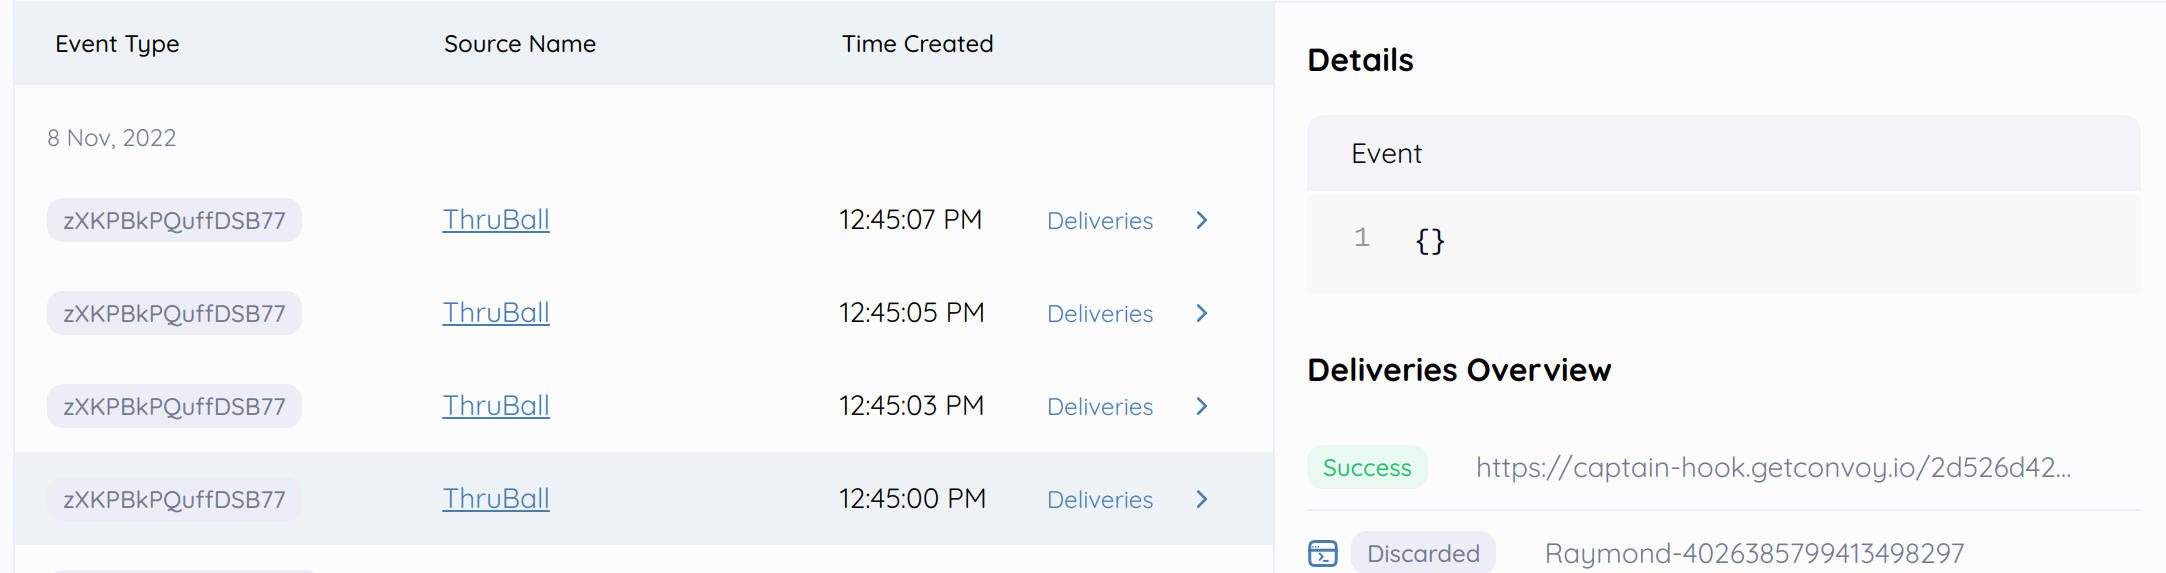 Event Type Source Name Time Created
8 Nov, 2022
zXKPBkPQuffDSB77 ThruBall 12:45:07 PM Deliveries
zXKPBkPQuffDSB77 ThruBall 12:45:05 PM Deliveries
zXKPBkPQuffDSB77 ThruBall 12:45:03 PM Deliveries
zXKPBkPQuffDSB77 ThruBall 12:45:00 PM Deliveries
Details
Event
1 {}
Deliveries Overview
Success https://captain-hook.getconvoy.io/2d526d42...
Discarded Raymond-4026385799413498297